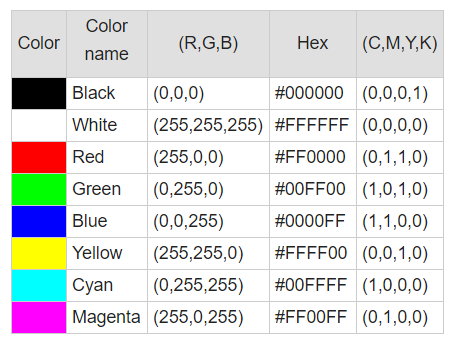 Color Color name (R,G,B) Hex (C,M,Y,K)
Black (0,0,0) #000000 (0,0,0,1)
White (255,255,255) #FFFFFF (0,0,0,0)
Red (255,0,0) #FF0000 (0,1,1,0)
Green (0,255,0) #00FF00 (1,0,1,0)
Blue (0,0,255) #0000FF (1,1,0,0)
Yellow (255,255,0) #FFFF00 (0,0,1,0)
Cyan (0,255,255) #00FFFF (1,0,0,0)
Magenta (255,0,255) #FF00FF (0,1,0,0)